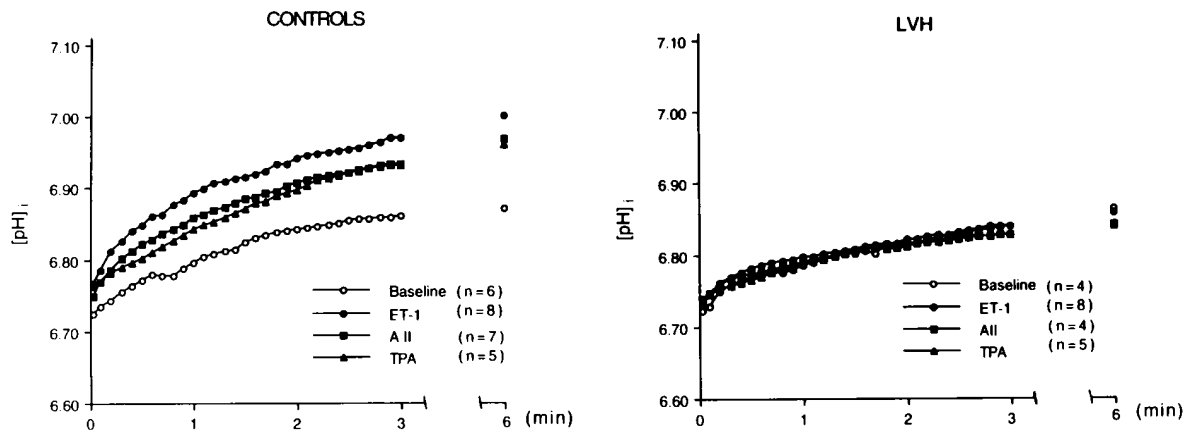 CONTROLS
[pH]i
7.10
7.00
6.90
6.80
6.70
6.60
Baseline (n=6)
ET-1 (n=8)
A II (n=7)
TPA (n=5)
0 1 2 3 6 (min)
LVH
[pH]i
7.10
7.00
6.90
6.80
6.70
6.60
Baseline (n=4)
ET-1 (n=8)
AII (n=4)
TPA (n=5)
0 1 2 3 6 (min)